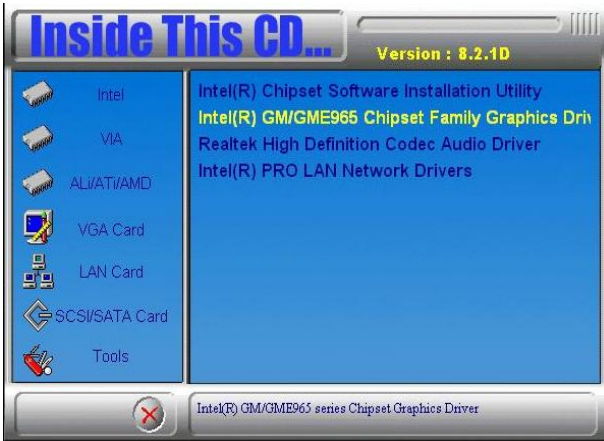 Inside This CD...
Version : 8.2.1D
Intel
VIA
ALi/ATi/AMD
VGA Card
LAN Card
SCSI/SATA Card
Tools
Intel(R) Chipset Software Installation Utility
Intel(R) GM/GME965 Chipset Family Graphics Driv
Realtek High Definition Codec Audio Driver
Intel(R) PRO LAN Network Drivers
Intel(R) GM/GME965 series Chipset Graphics Driver